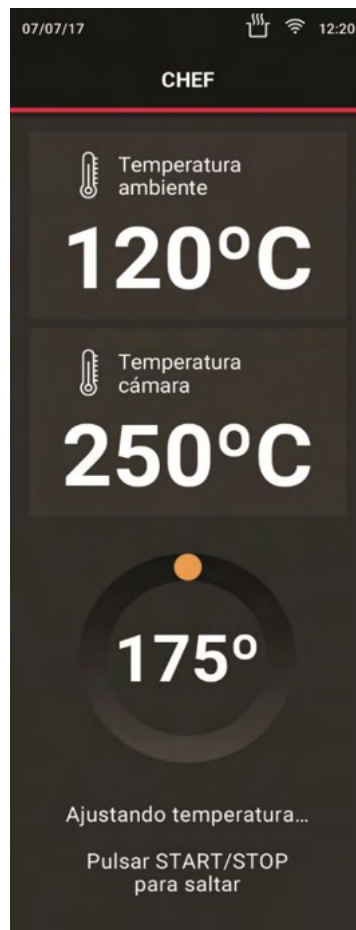 07/07/17
12:20
CHEF
Temperatura
ambiente
120ºC
Temperatura
cámara
250ºC
175º
Ajustando temperatura...
Pulsar START/STOP
para saltar